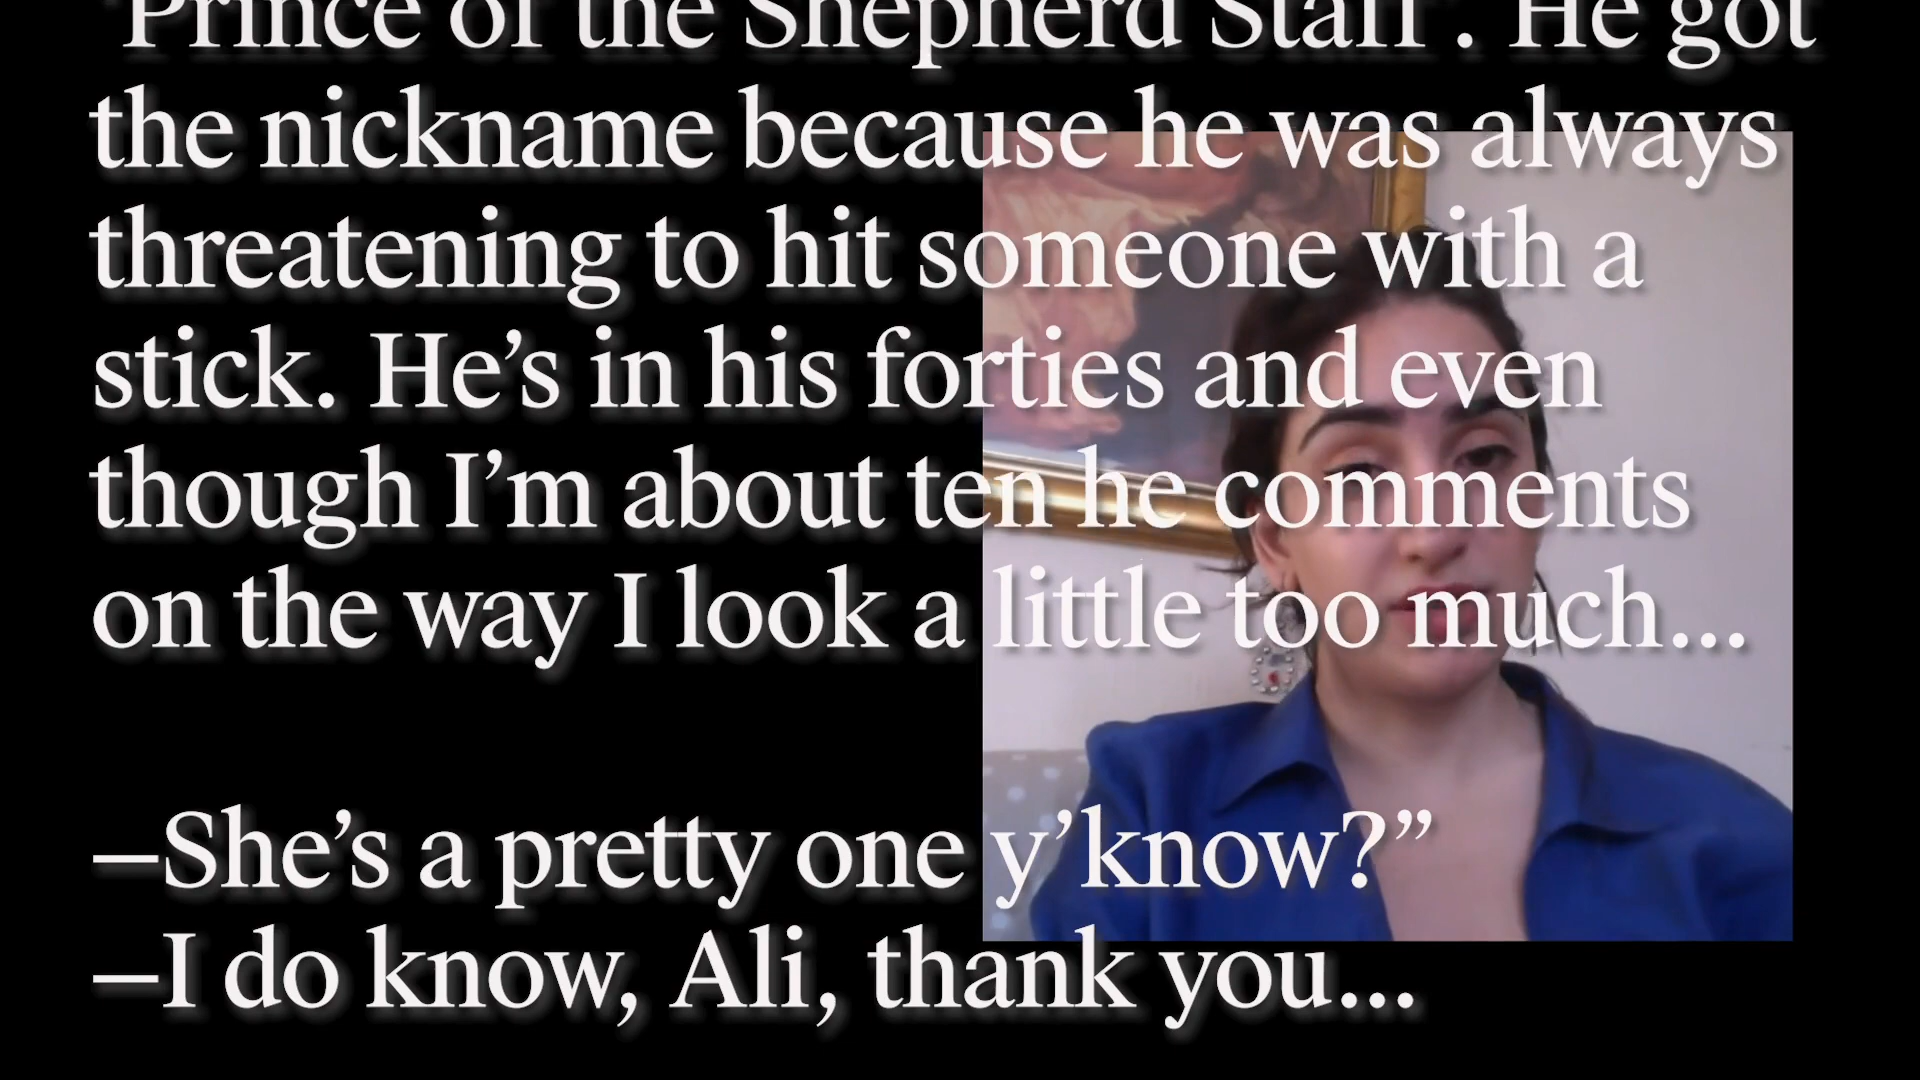 ‘Prince of the Shepherd Staff’. He got
the nickname because he was always
threatening to hit someone with a
stick. He’s in his forties and even
though I’m about ten he comments
on the way I look a little too much...
—She’s a pretty one y’know?”
—I do know, Ali, thank you...